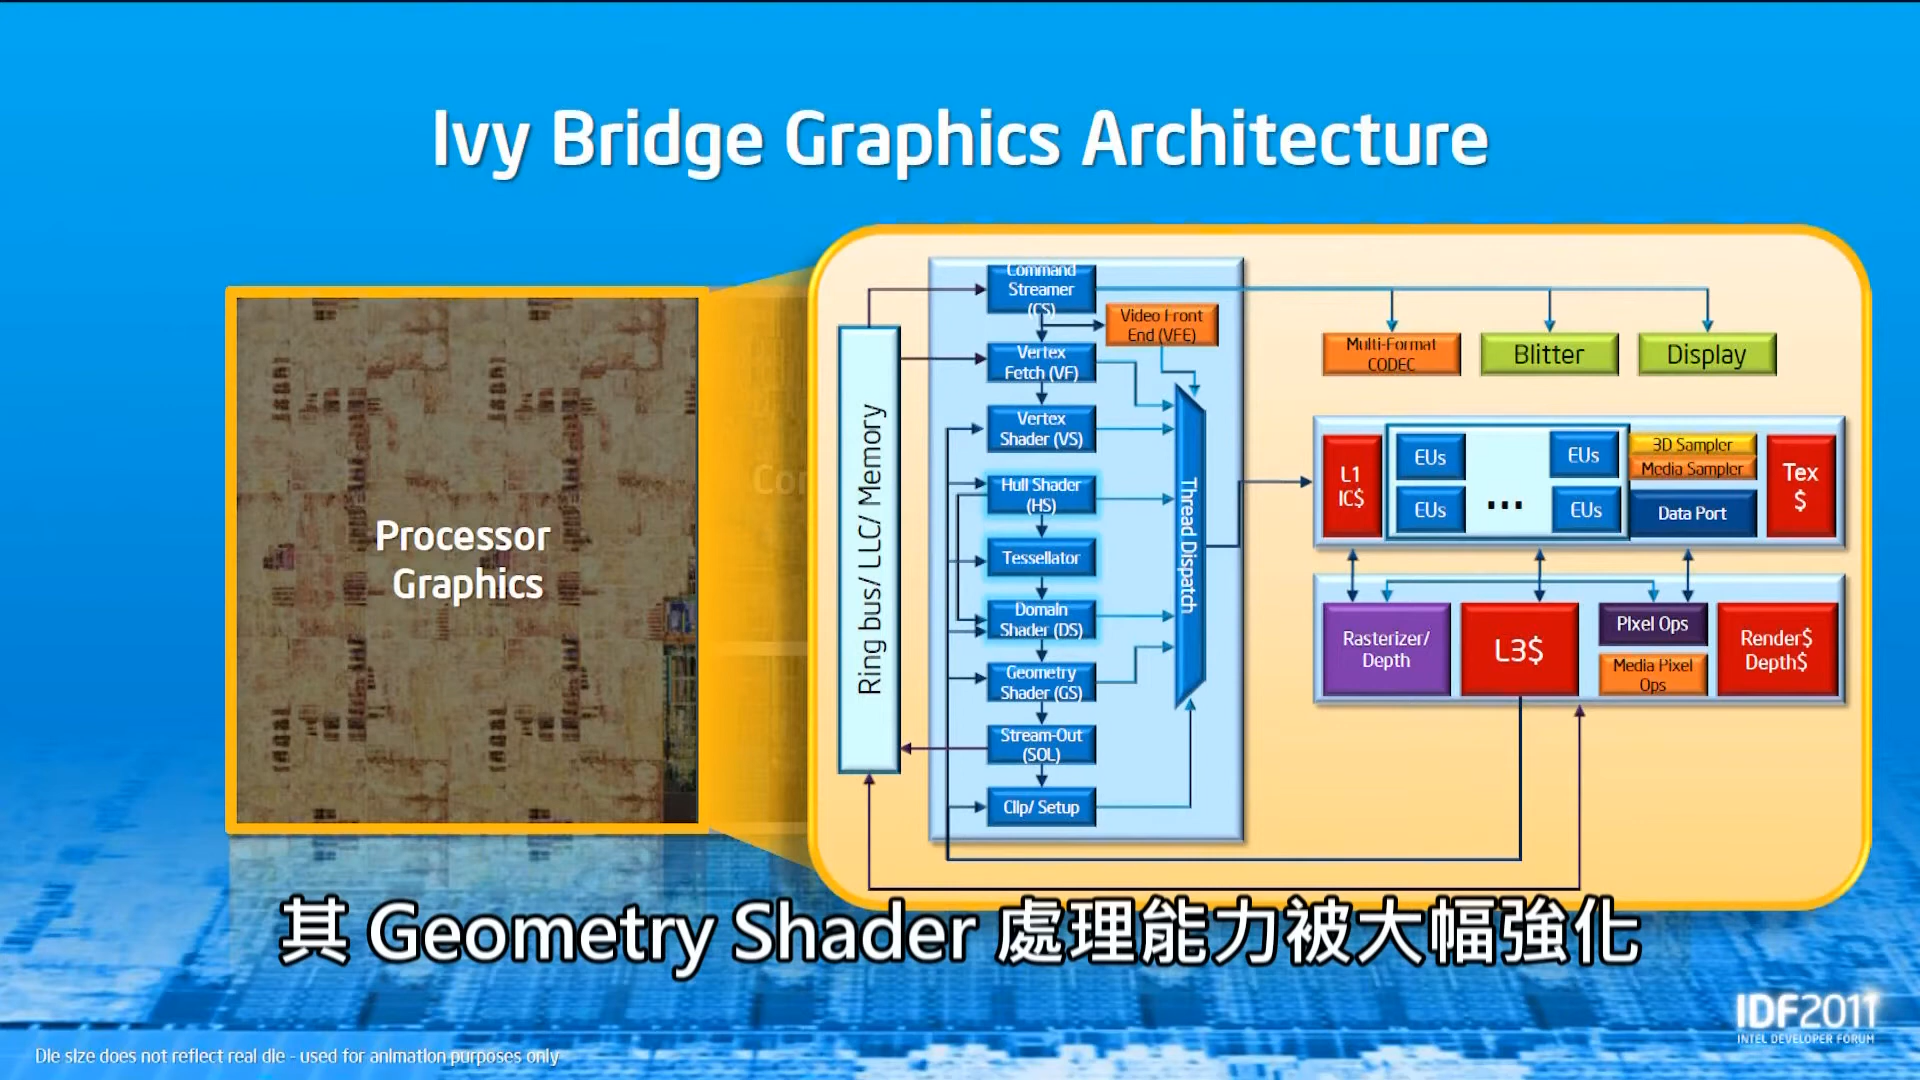 Ivy Bridge Graphics Architecture
Processor
Graphics
Ring bus/ LLC/ Memory
Command
Streamer
(CS)
Video Front
End (VFE)
Vertex
Fetch (VF)
Vertex
Shader (VS)
Hull Shader
(HS)
Tessellator
Domain
Shader (DS)
Geometry
Shader (GS)
Stream-Out
(SOL)
Clip/ Setup
Thread Dispatch
Multi-Format
CODEC
Blitter
Display
L1
IC$
EUs
EUs
EUs
...
EUs
3D Sampler
Media Sampler
Data Port
Tex
$
Rasterizer/
Depth
L3$
Pixel Ops
Media Pixel
Ops
Render$
Depth$
其 Geometry Shader 處理能力被大幅強化
IDF2011
INTEL DEVELOPER FORUM
Die size does not reflect real die - used for animation purposes only